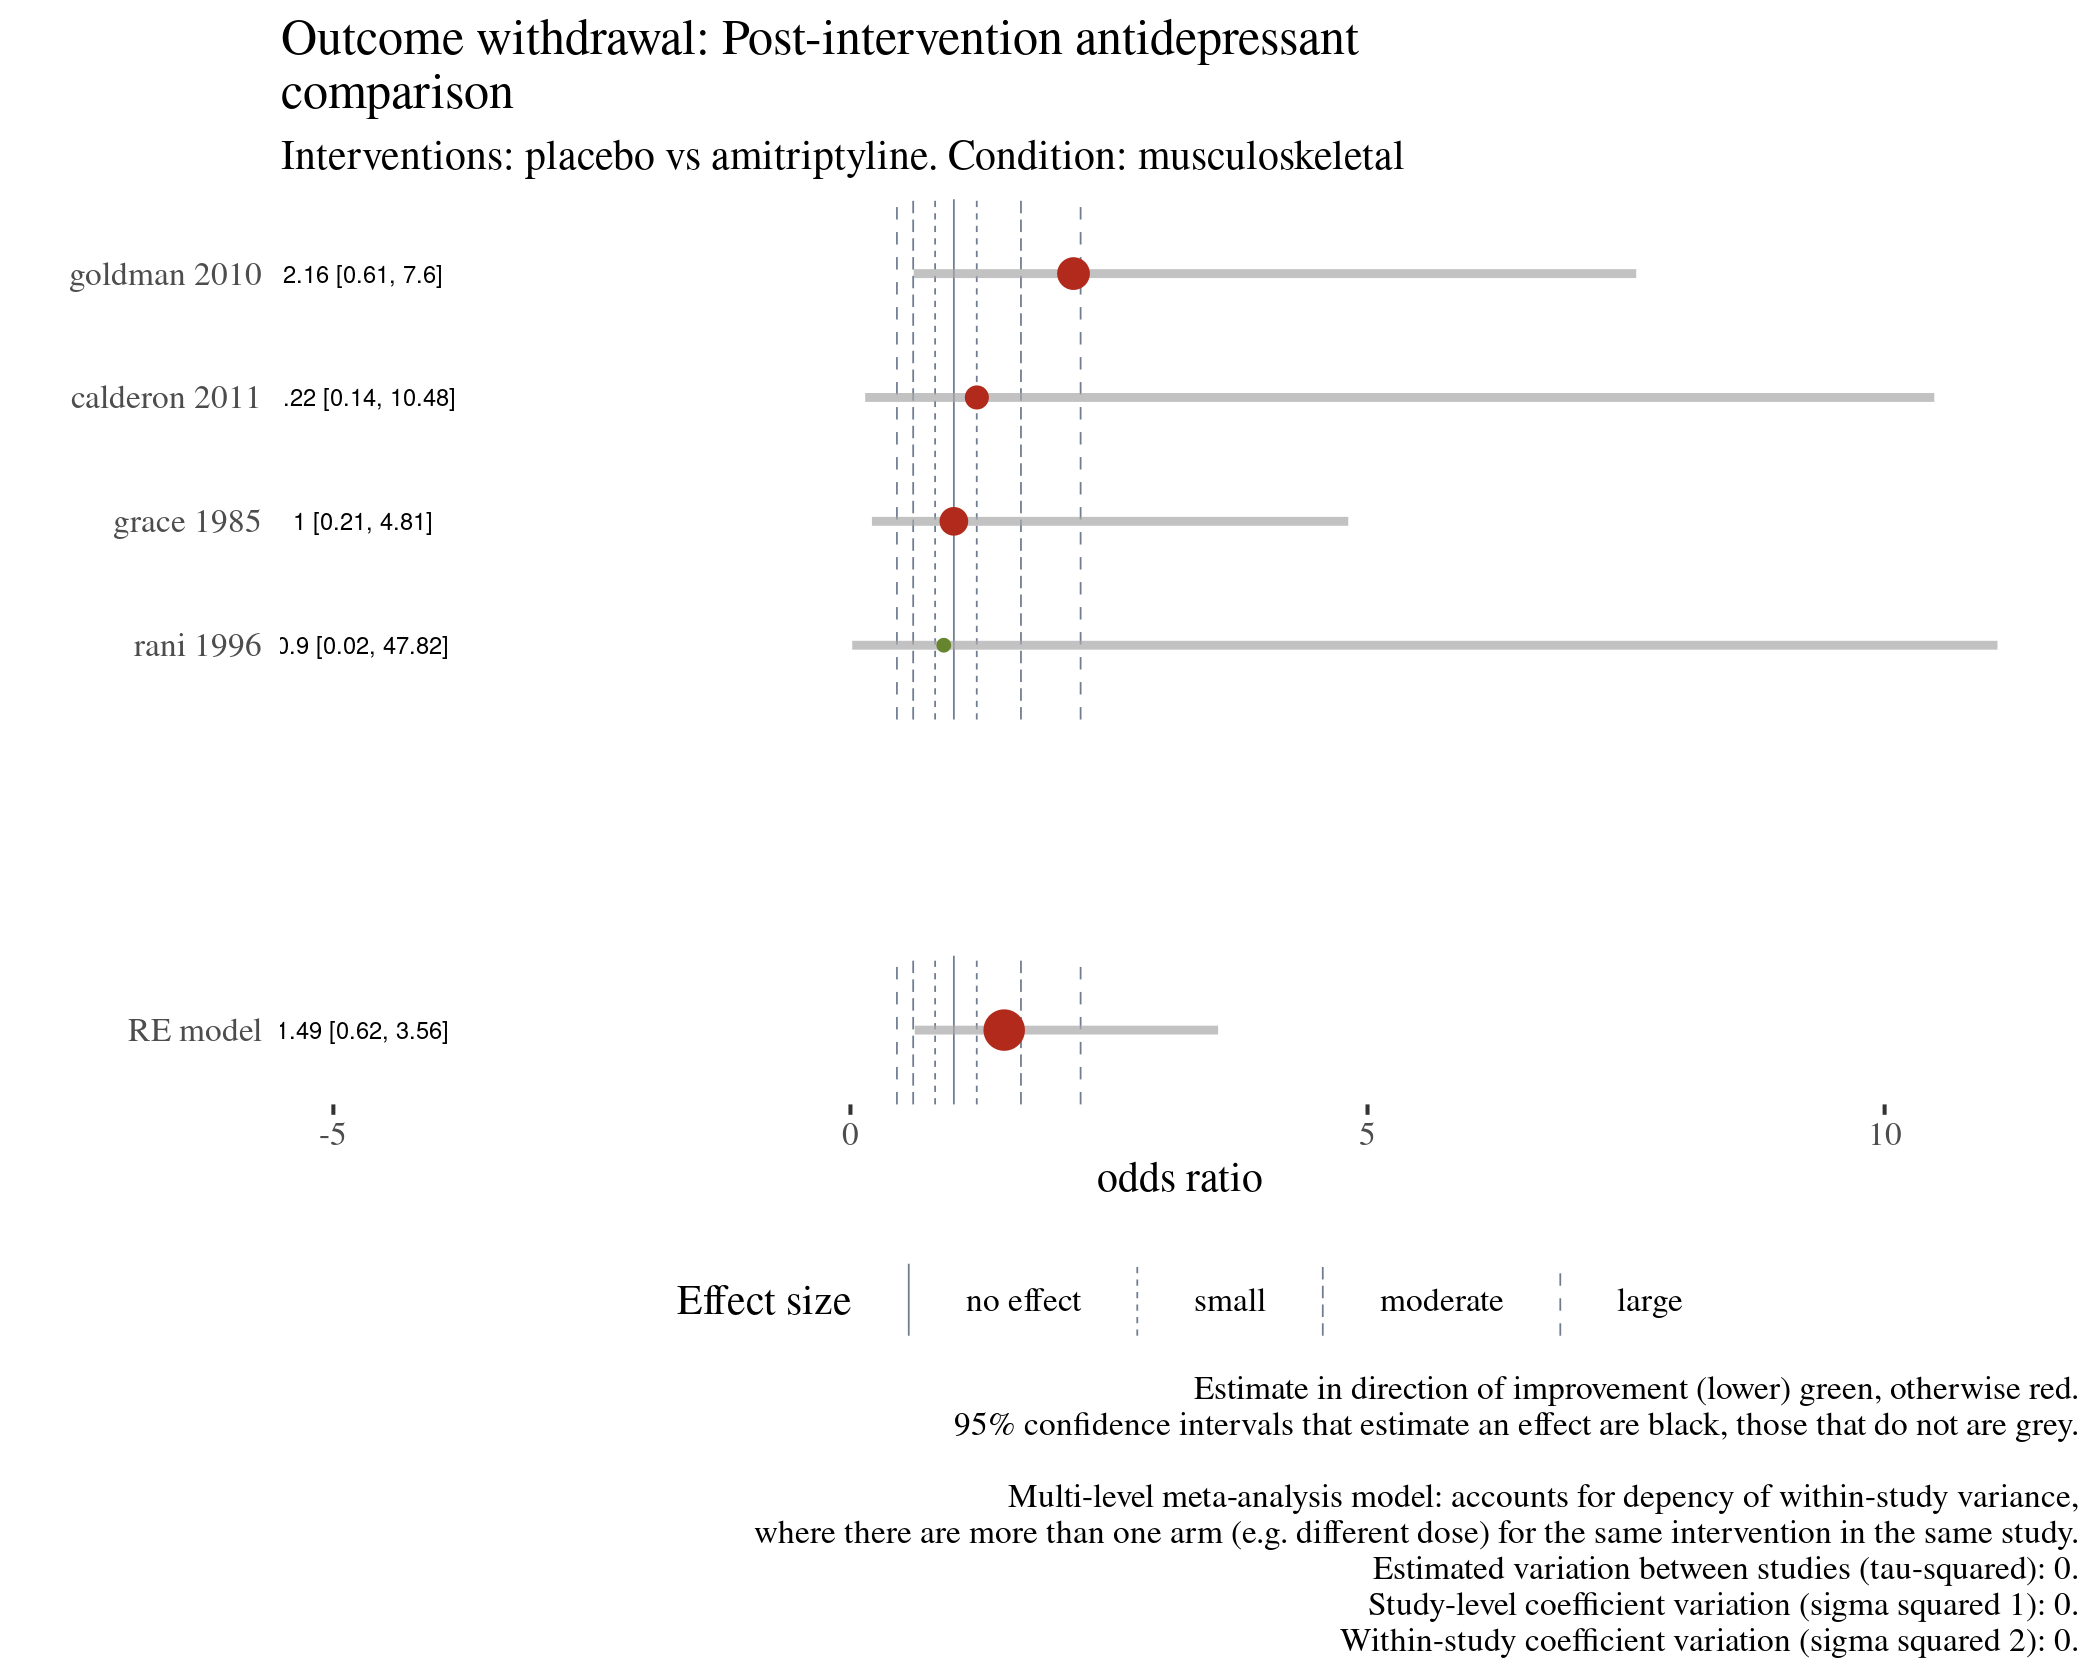 Outcome withdrawal: Post-intervention antidepressant
comparison
Interventions: placebo vs amitriptyline. Condition: musculoskeletal
goldman 2010 2.16 [0.61, 7.6]
calderon 2011 .22 [0.14, 10.48]
grace 1985 1 [0.21, 4.81]
rani 1996 0.9 [0.02, 47.82]
RE model 1.49 [0.62, 3.56]
-5 0 5 10
odds ratio
Effect size no effect small moderate large
Estimate in direction of improvement (lower) green, otherwise red.
95% confidence intervals that estimate an effect are black, those that do not are grey.
Multi-level meta-analysis model: accounts for depency of within-study variance,
where there are more than one arm (e.g. different dose) for the same intervention in the same study.
Estimated variation between studies (tau-squared): 0.
Study-level coefficient variation (sigma squared 1): 0.
Within-study coefficient variation (sigma squared 2): 0.